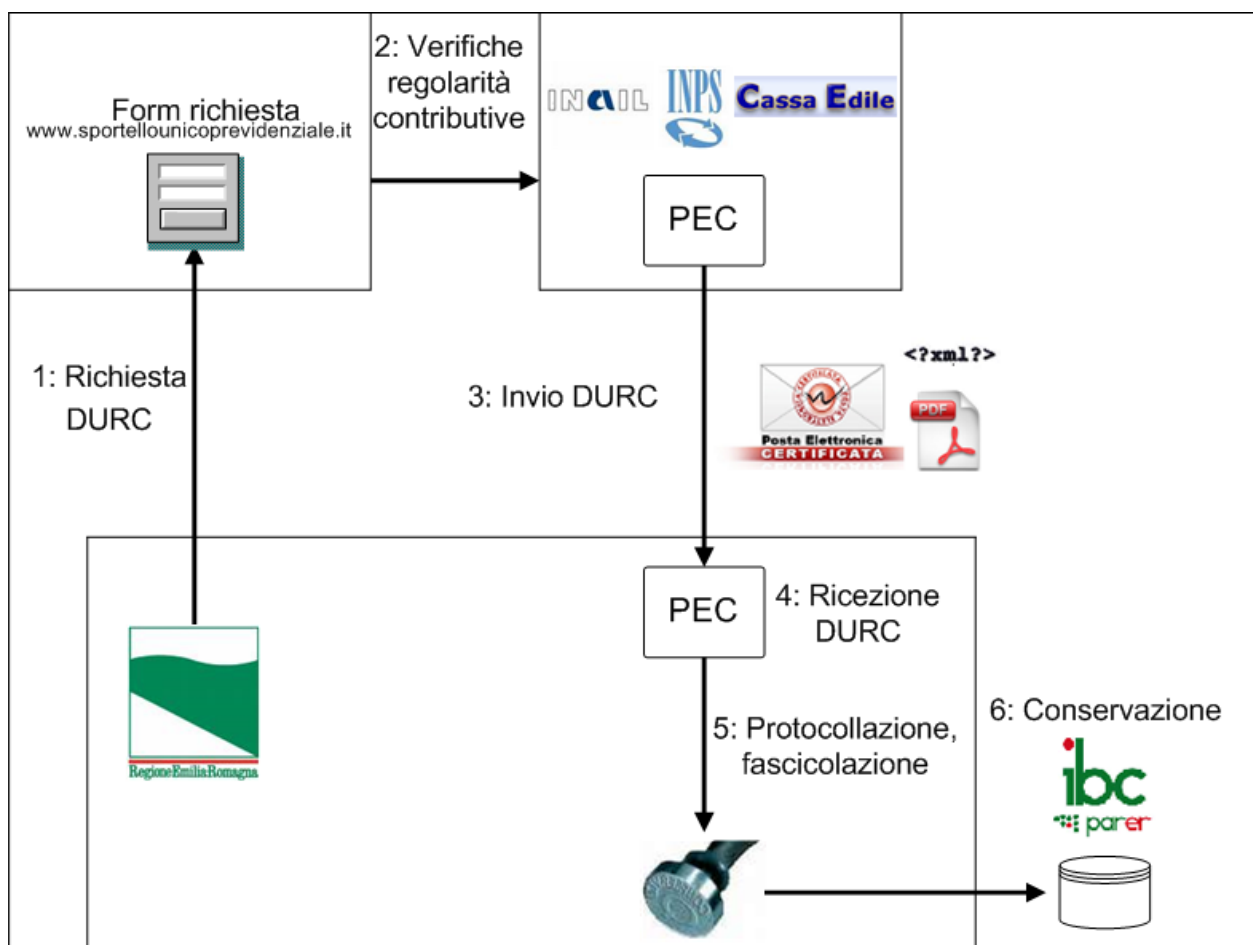 2: Verifiche
regolarità
contributive
INAIL
INPS
Cassa Edile
Form richiesta
www.sportellounicoprevidenziale.it
PEC
1: Richiesta
DURC
3: Invio DURC
<?xml?>
PDF
Posta Elettronica
CERTIFICATA
PEC
4: Ricezione
DURC
RegioneEmiliaRomagna
5: Protocollazione,
fascicolazione
6: Conservazione
ibc
parer